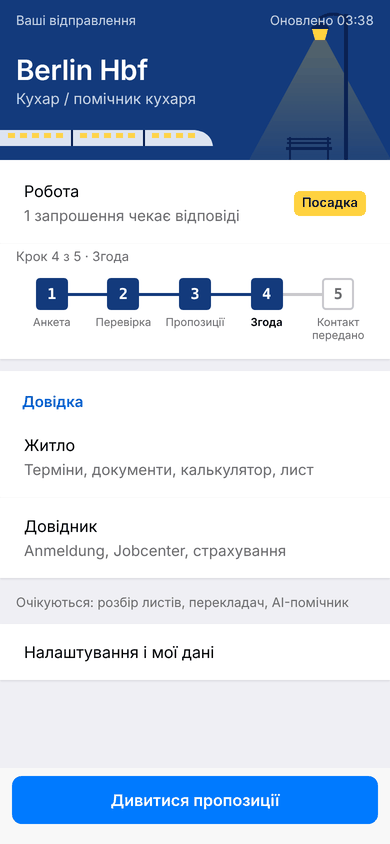 Ваші відправлення
Оновлено 03:38
Berlin Hbf
Кухар / помічник кухаря
Робота
1 запрошення чекає відповіді
Посадка
Крок 4 з 5 · Згода
1 2 3 4 5
Анкета Перевірка Пропозиції Згода Контакт
передано
Довідка
Житло
Терміни, документи, калькулятор, лист
Довідник
Anmeldung, Jobcenter, страхування
Очікуються: розбір листів, перекладач, AI-помічник
Налаштування і мої дані
Дивитися пропозиції